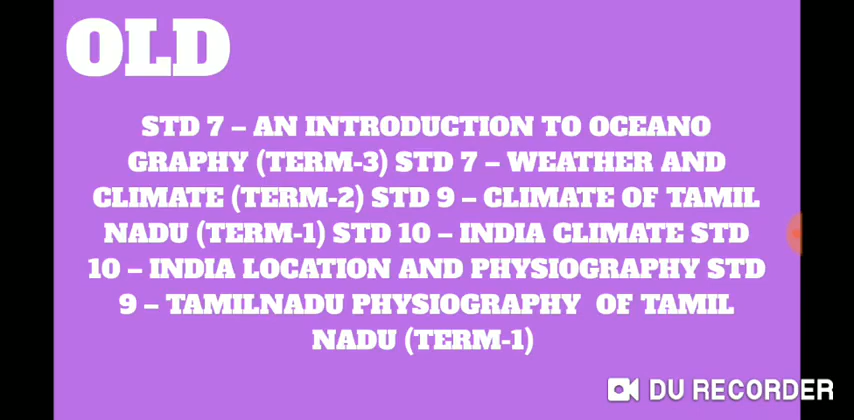 OLD
STD 7 – AN INTRODUCTION TO OCEANO
GRAPHY (TERM-3) STD 7 – WEATHER AND
CLIMATE (TERM-2) STD 9 – CLIMATE OF TAMIL
NADU (TERM-1) STD 10 – INDIA CLIMATE STD
10 – INDIA LOCATION AND PHYSIOGRAPHY STD
9 – TAMILNADU PHYSIOGRAPHY OF TAMIL
NADU (TERM-1)
DU RECORDER